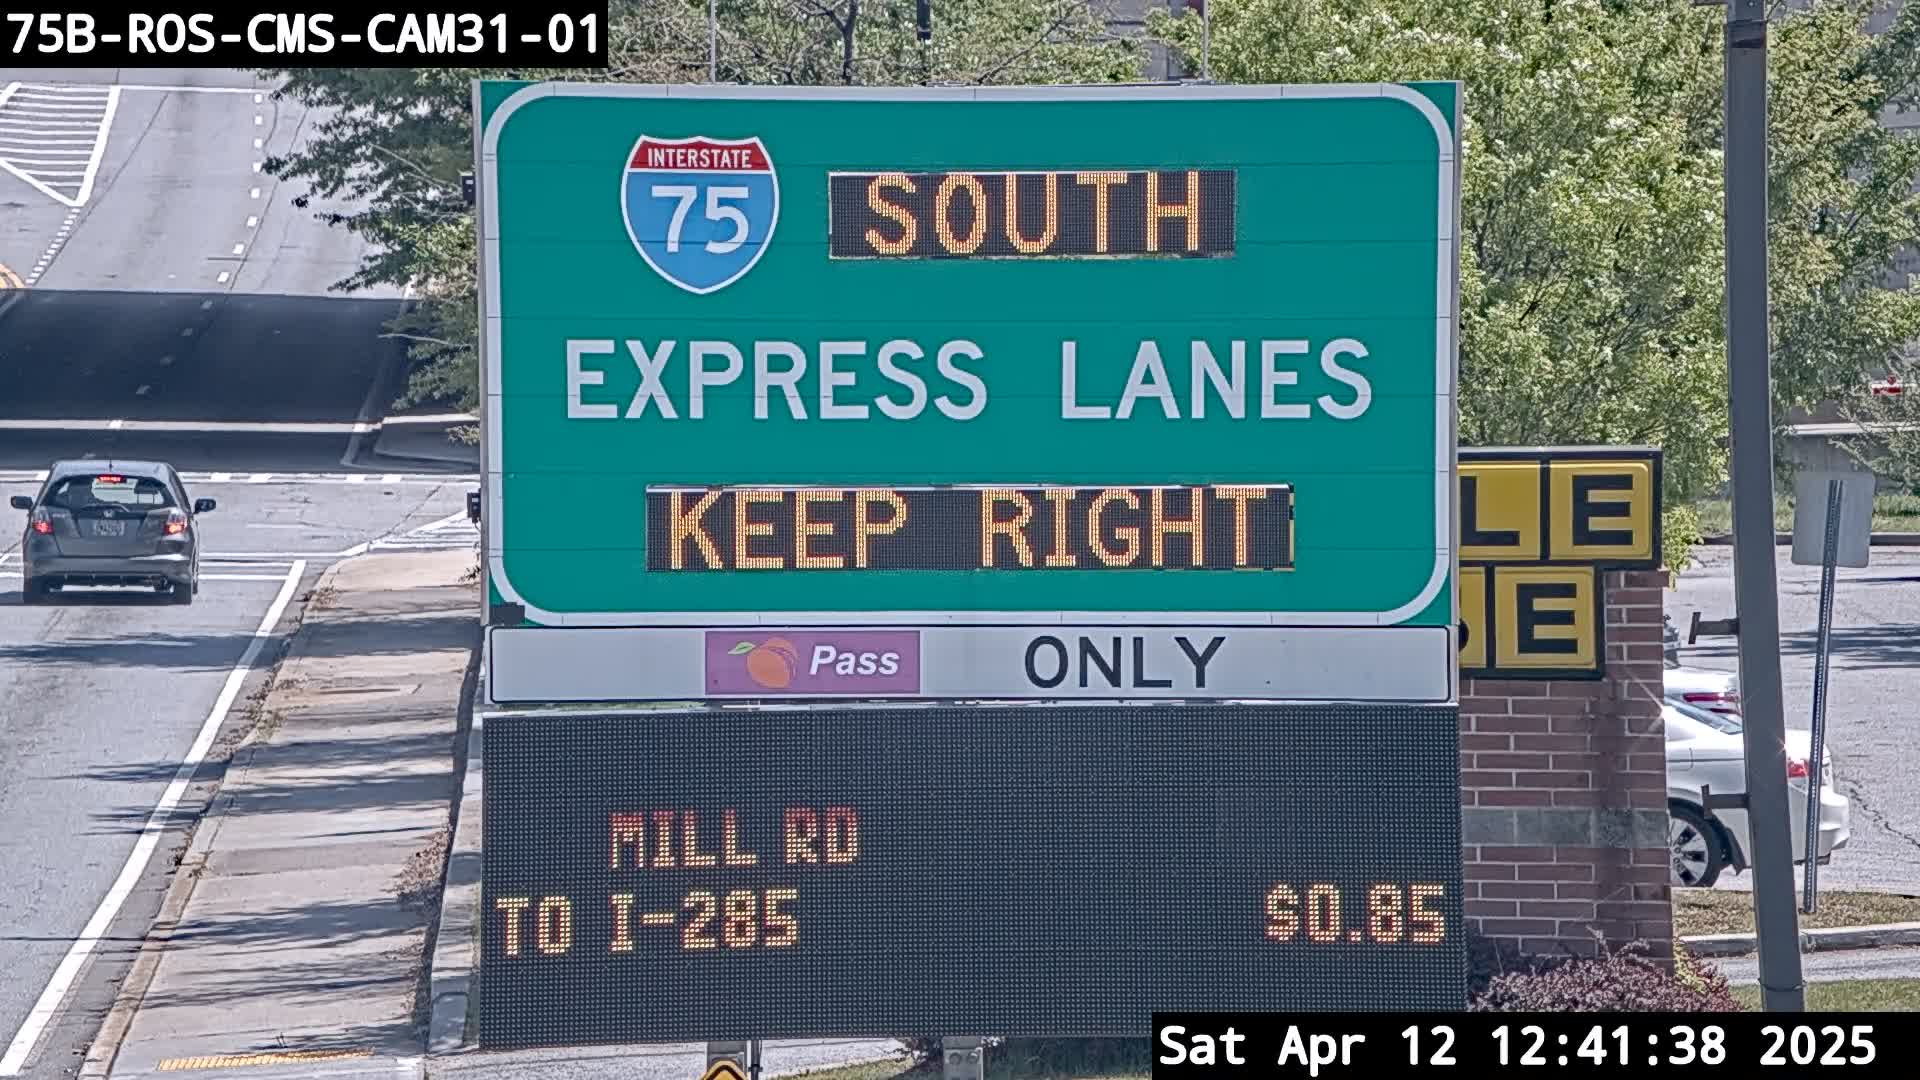 75B-ROS-CMS-CAM31-01
INTERSTATE
75
SOUTH
EXPRESS LANES
KEEP RIGHT
LE
E
Pass ONLY
MILL RD
TO I-285 $0.85
Sat Apr 12 12:41:38 2025